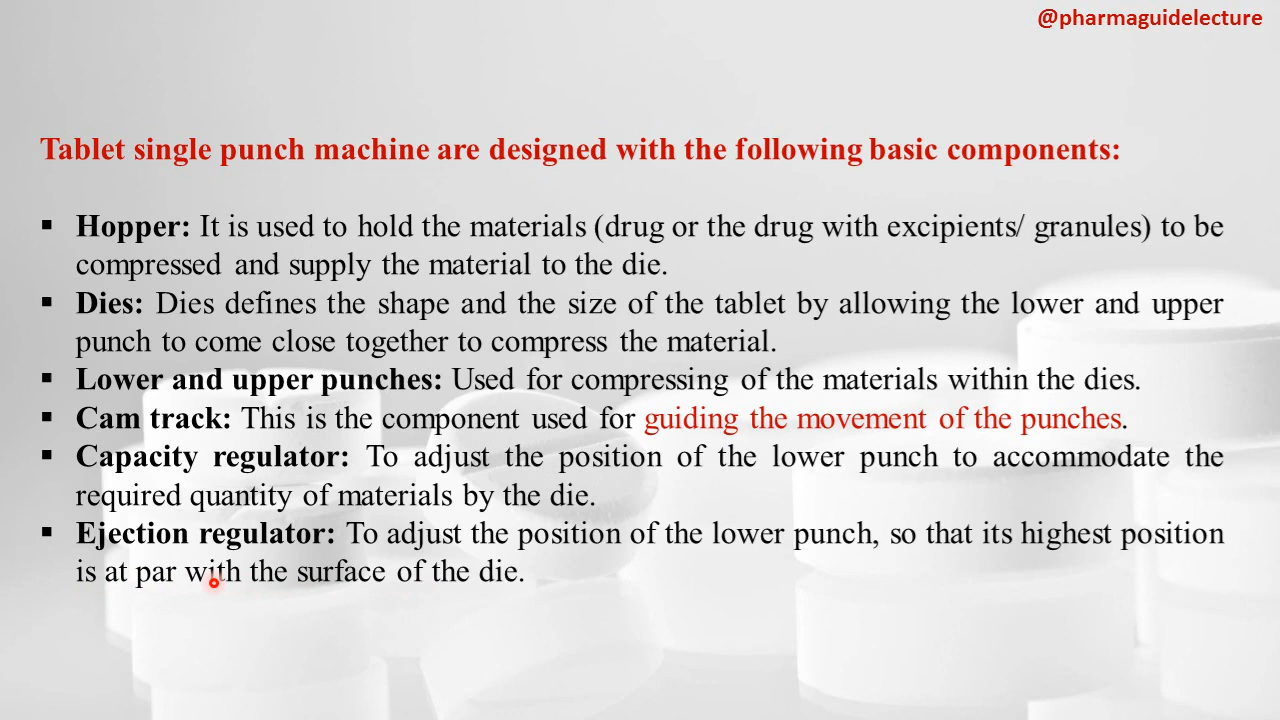 @pharmaguidelecture
Tablet single punch machine are designed with the following basic components:
▪ Hopper: It is used to hold the materials (drug or the drug with excipients/ granules) to be
compressed and supply the material to the die.
▪ Dies: Dies defines the shape and the size of the tablet by allowing the lower and upper
punch to come close together to compress the material.
▪ Lower and upper punches: Used for compressing of the materials within the dies.
▪ Cam track: This is the component used for guiding the movement of the punches.
▪ Capacity regulator: To adjust the position of the lower punch to accommodate the
required quantity of materials by the die.
▪ Ejection regulator: To adjust the position of the lower punch, so that its highest position
is at par with the surface of the die.